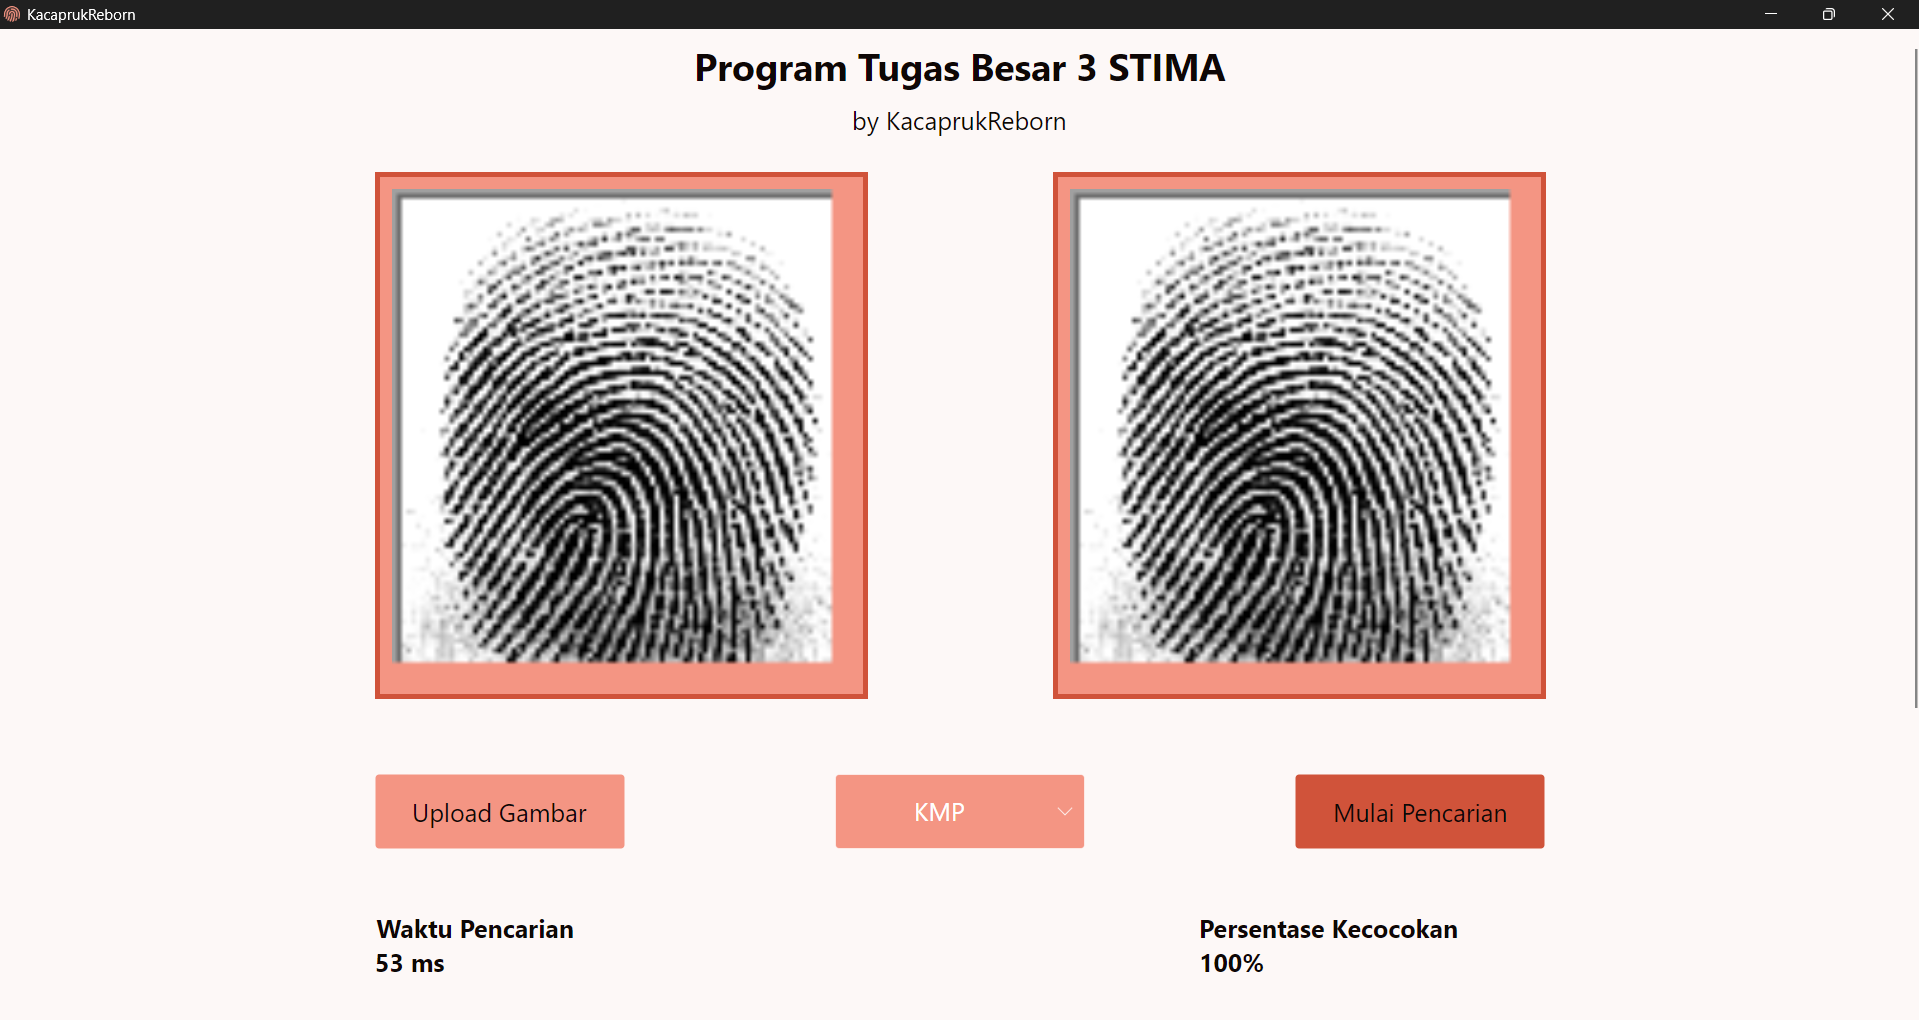 KacaprukReborn
Program Tugas Besar 3 STIMA
by KacaprukReborn
Upload Gambar
KMP
Mulai Pencarian
Waktu Pencarian
53 ms
Persentase Kecocokan
100%